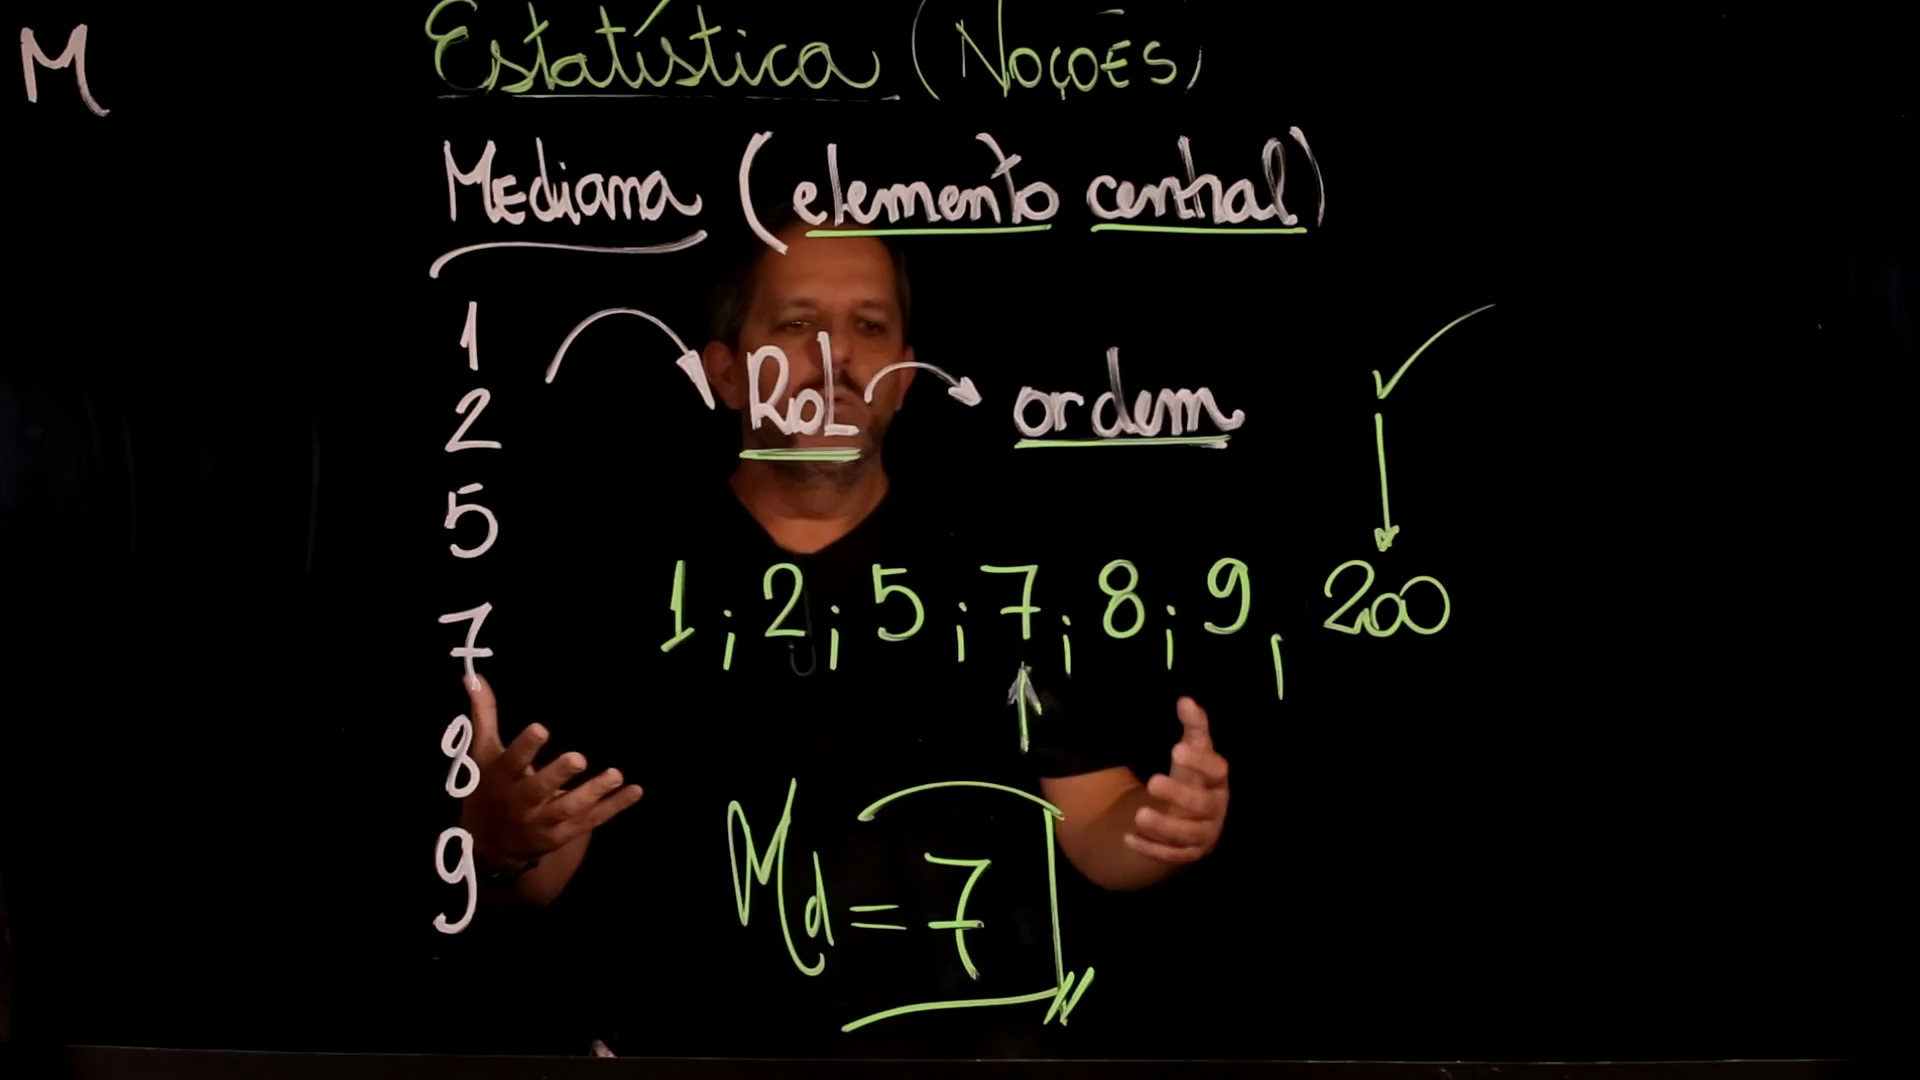 M
Estatística (Noções)
Mediana (elemento central)
1
2
5
7
8
9
Rol
ordem
1; 2; 5; 7; 8; 9, 200
Md = 7